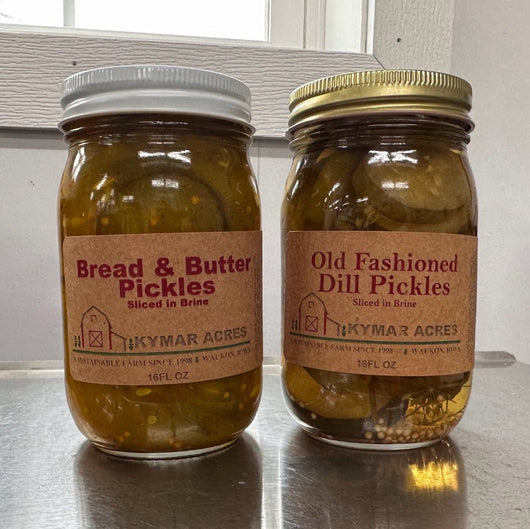 Bread & Butter
Pickles
Sliced in Brine
KYMAR ACRES
SUSTAINABLE FARM SINCE 1998 WAUKON, IOWA
16FL OZ
Old Fashioned
Dill Pickles
Sliced in Brine
KYMAR ACRES
SUSTAINABLE FARM SINCE 1998 WAUKON, IOWA
16FL OZ